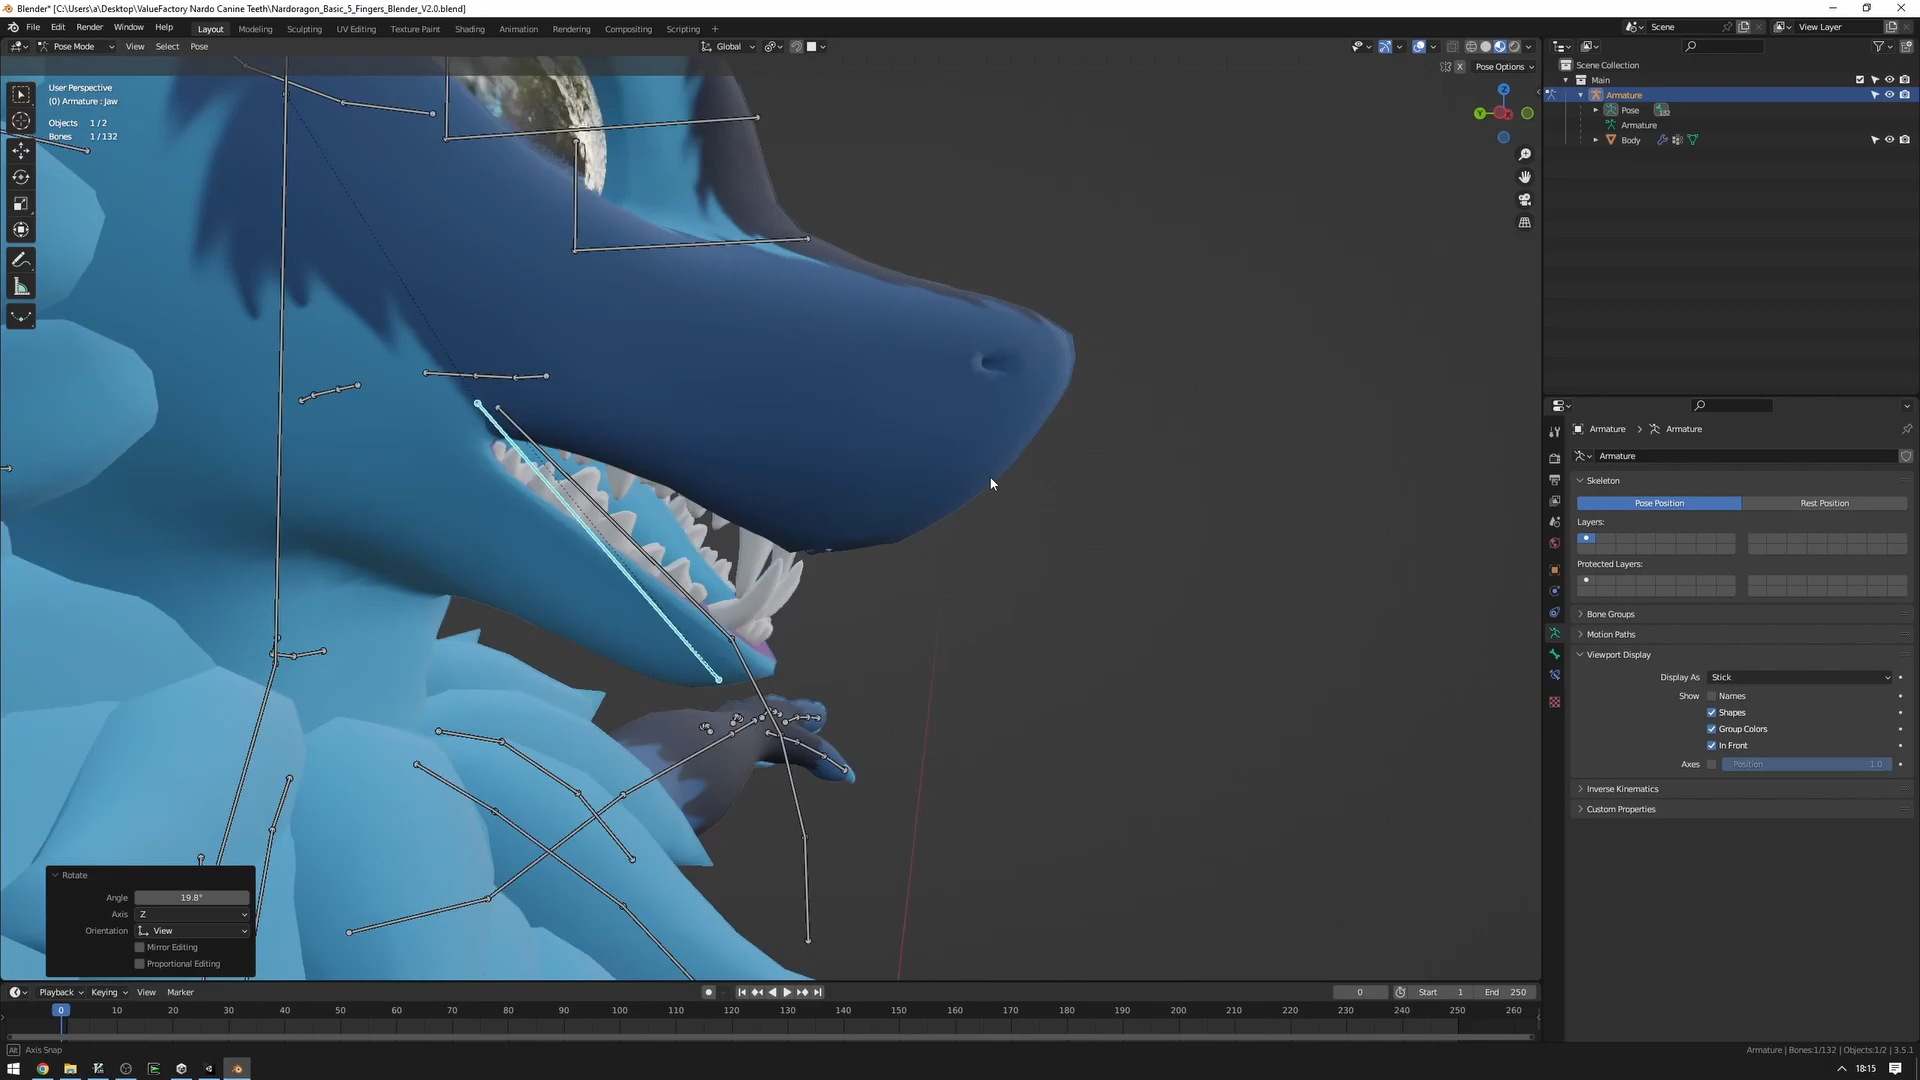 Blender* [C:\Users\a\Desktop\ValueFactory Nardo Canine Teeth\Nardoragon_Basic_5_Fingers_Blender_V2.0.blend]
File Edit Render Window Help Layout Modeling Sculpting UV Editing Texture Paint Shading Animation Rendering Compositing Scripting + Scene View Layer
Pose Mode View Select Pose Global
X Pose Options
User Perspective
(0) Armature : Jaw
Objects 1 / 2
Bones 1 / 132
Z
Y
Scene Collection
Main
Armature
Pose 132
Armature
Body
Armature > Armature
Armature
Skeleton
Pose Position Rest Position
Layers:
Protected Layers:
Bone Groups
Motion Paths
Viewport Display
Display As Stick
Show Names
Shapes
Group Colors
In Front
Axes Position 1.0
Inverse Kinematics
Custom Properties
Rotate
Angle 19.8°
Axis Z
Orientation View
Mirror Editing
Proportional Editing
Playback Keying View Marker 0 Start 1 End 250
0 10 20 30 40 50 60 70 80 90 100 110 120 130 140 150 160 170 180 190 200 210 220 230 240 250 260
Alt Axis Snap
Armature | Bones:1/132 | Objects:1/2 | 3.5.1
18:15